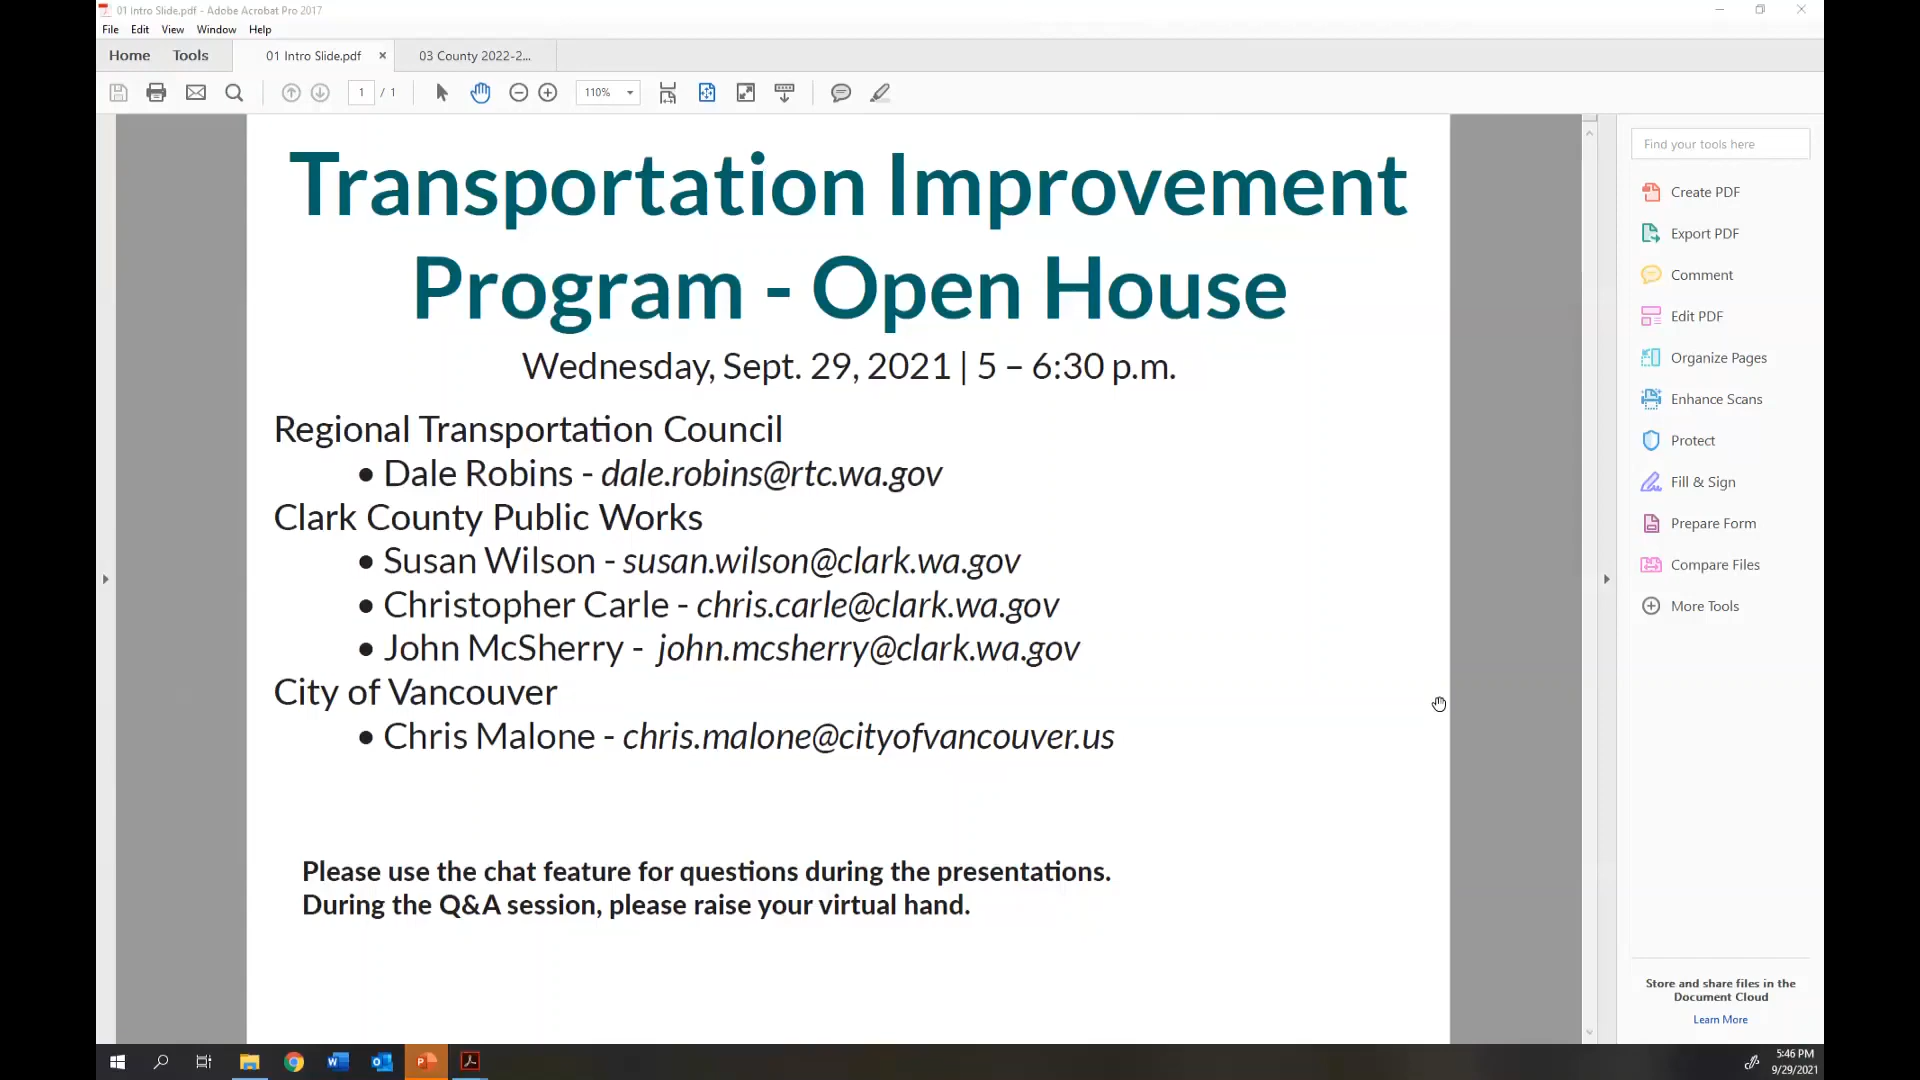 01 Intro Slide.pdf - Adobe Acrobat Pro 2017
File Edit View Window Help
Home Tools 01 Intro Slide.pdf × 03 County 2022-2...
1 / 1 110%
Transportation Improvement
Program - Open House
Wednesday, Sept. 29, 2021 | 5 – 6:30 p.m.
Regional Transportation Council
• Dale Robins - dale.robins@rtc.wa.gov
Clark County Public Works
• Susan Wilson - susan.wilson@clark.wa.gov
• Christopher Carle - chris.carle@clark.wa.gov
• John McSherry - john.mcsherry@clark.wa.gov
City of Vancouver
• Chris Malone - chris.malone@cityofvancouver.us
Please use the chat feature for questions during the presentations.
During the Q&A session, please raise your virtual hand.
Find your tools here
Create PDF
Export PDF
Comment
Edit PDF
Organize Pages
Enhance Scans
Protect
Fill & Sign
Prepare Form
Compare Files
More Tools
Store and share files in the
Document Cloud
Learn More
5:46 PM
9/29/2021